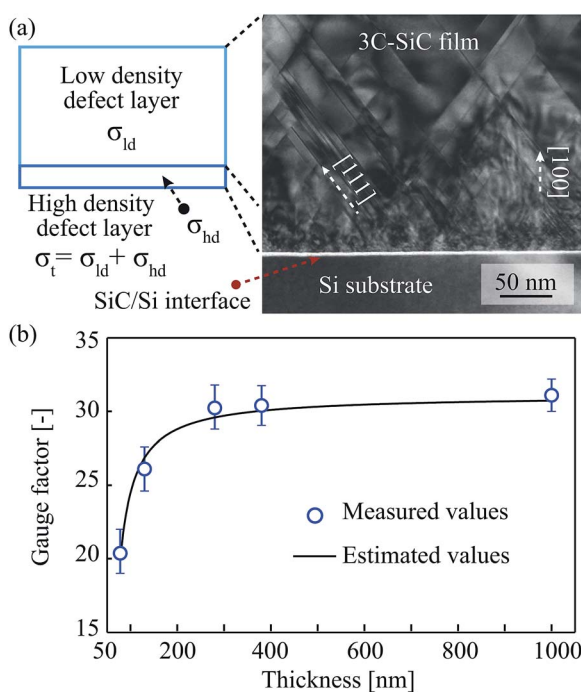 (a)
Low density
defect layer
σld
High density
defect layer
σhd
σt= σld + σhd
SiC/Si interface
3C-SiC film
[111]
[100]
Si substrate
50 nm
(b)
35
30
25
20
15
Gauge factor [-]
Measured values
Estimated values
50 200 400 600 800 1000
Thickness [nm]